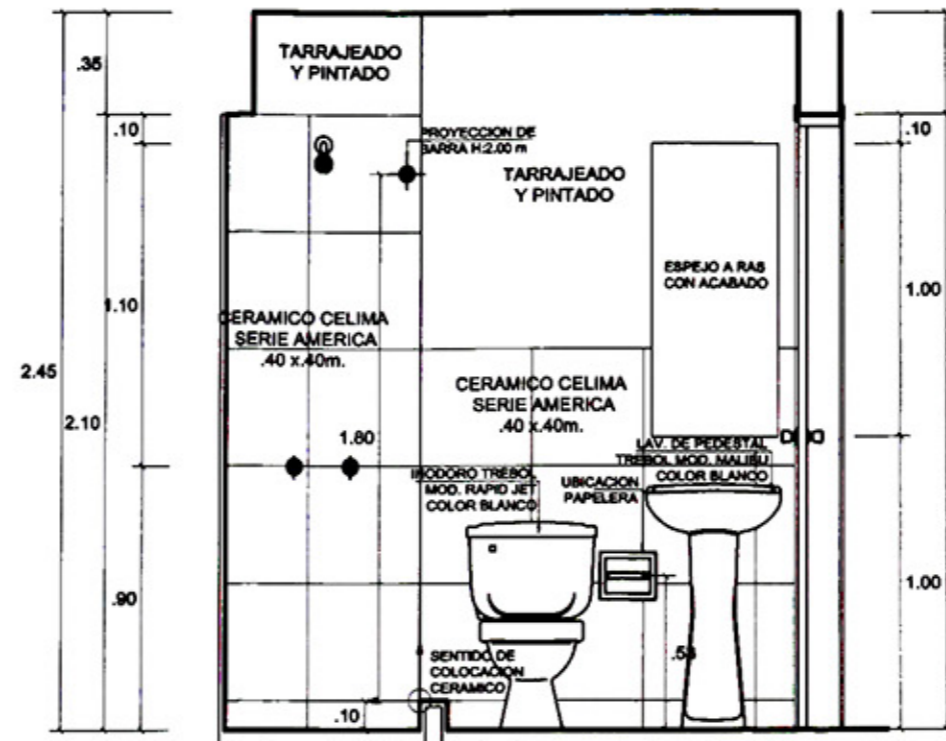 .35
TARRAJEADO
Y PINTADO
.10
PROYECCION DE
BARRA H:2.00 m
.10
TARRAJEADO
Y PINTADO
ESPEJO A RAS
CON ACABADO
1.10
1.00
CERAMICO CELIMA
SERIE AMERICA
.40 x.40m.
2.45
CERAMICO CELIMA
SERIE AMERICA
.40 x.40m.
2.10
1.80
LAV. DE PEDESTAL
TREBOL MOD. MALIBU
COLOR BLANCO
INODORO TREBOL
MOD. RAPID JET
COLOR BLANCO
UBICACION
PAPELERA
.90
1.00
SENTIDO DE
COLOCACION
CERAMICO
.10